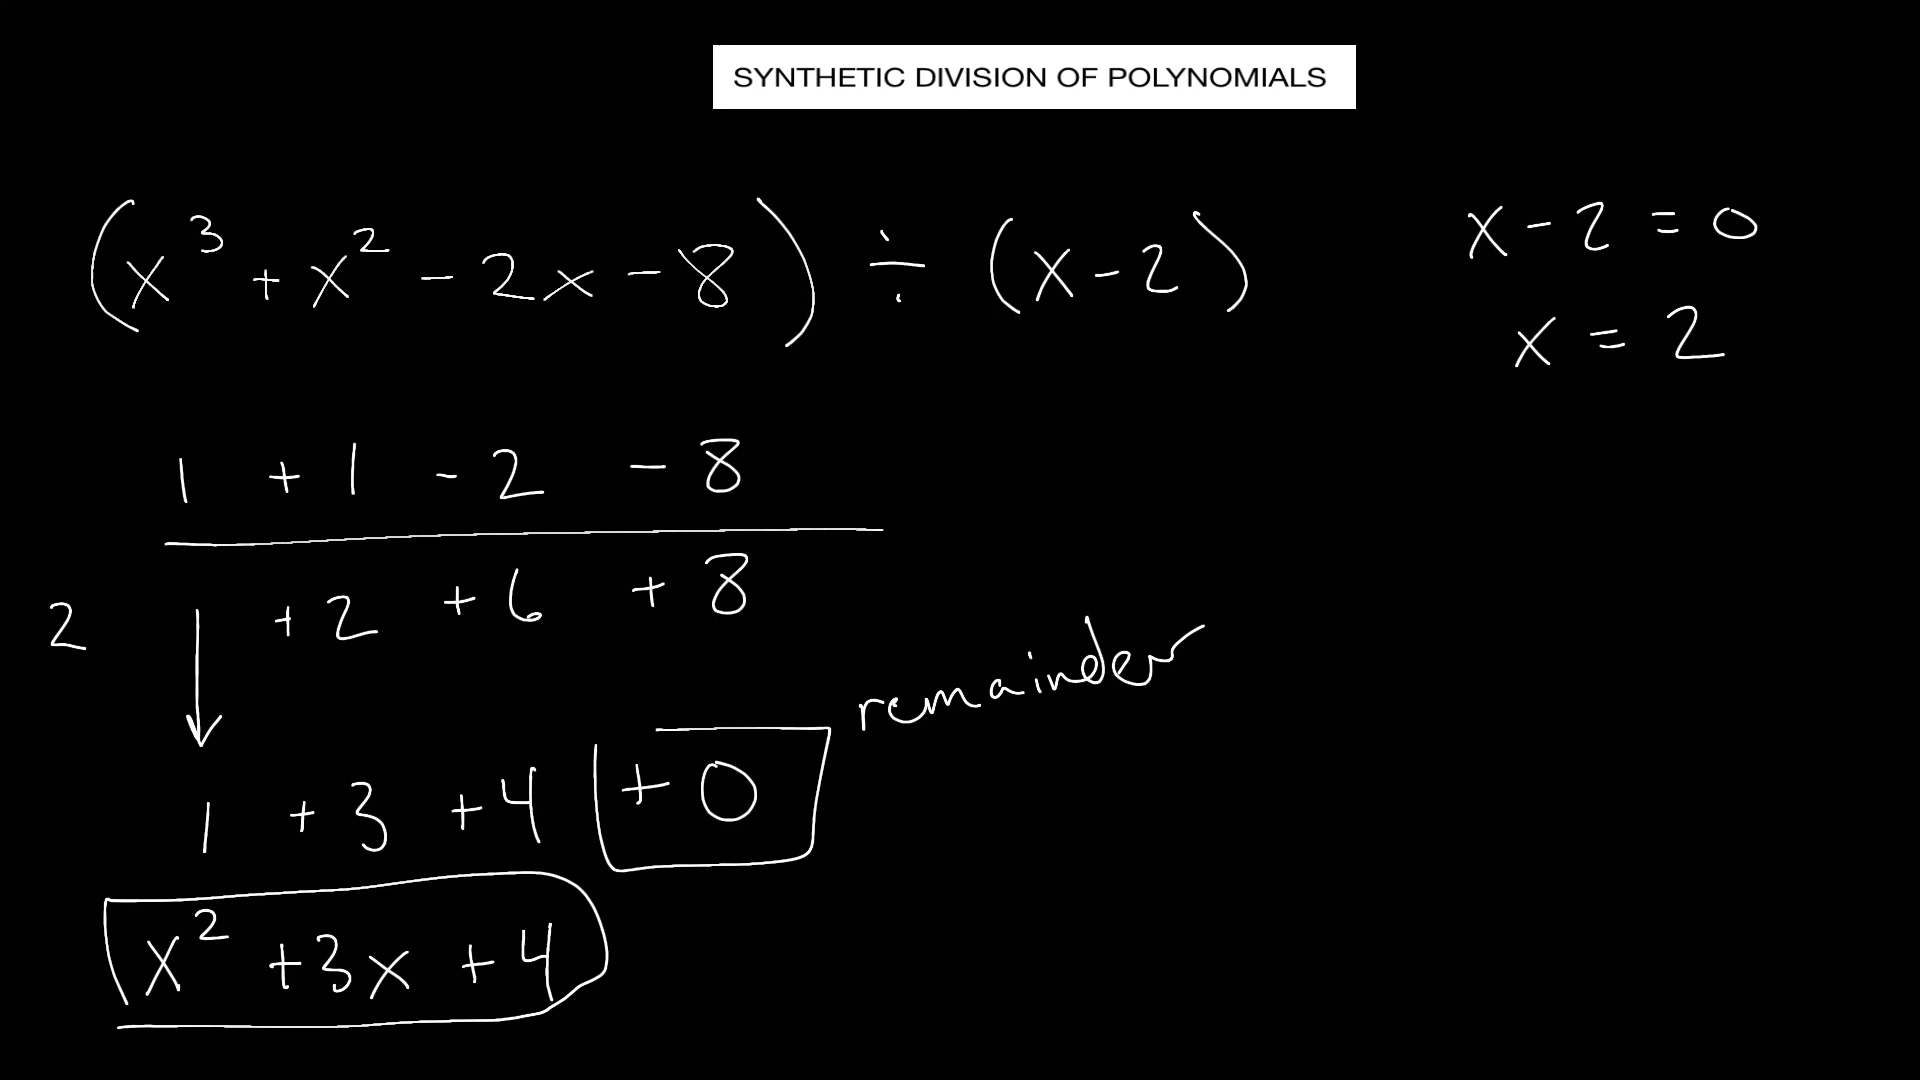 SYNTHETIC DIVISION OF POLYNOMIALS
(x³ + x² - 2x - 8) ÷ (x - 2)
x - 2 = 0
x = 2
1 + 1 - 2 - 8
2 + 2 + 6 + 8
remainder
1 + 3 + 4 + 0
x² + 3x + 4